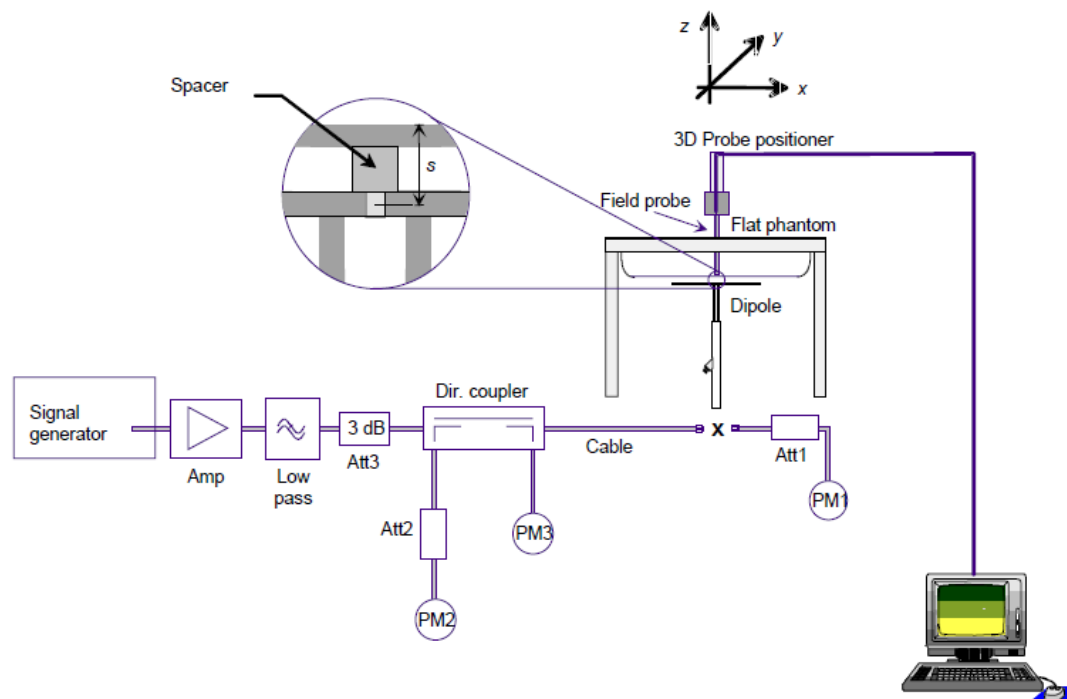 z
y
x
Spacer
s
3D Probe positioner
Field probe
Flat phantom
Dipole
Dir. coupler
Signal
generator
3 dB
Att3
Amp
Low
pass
Cable
X
Att1
PM1
Att2
PM3
PM2